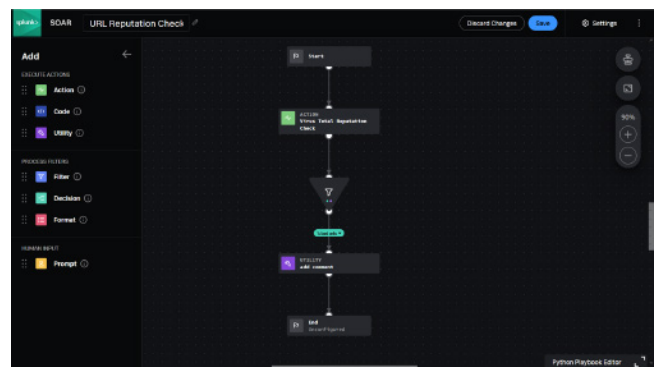 splunk>
SOAR
URL Reputation Check
Discard Changes
Save
Settings
Add
EXECUTE ACTIONS
Action
Code
Utility
PROCESS FILTERS
Filter
Decision
Format
HUMAN INPUT
Prompt
Start
ACTION
Virus Total Reputation
Check
UTILITY
add comment
End
90%
Python Playbook Editor